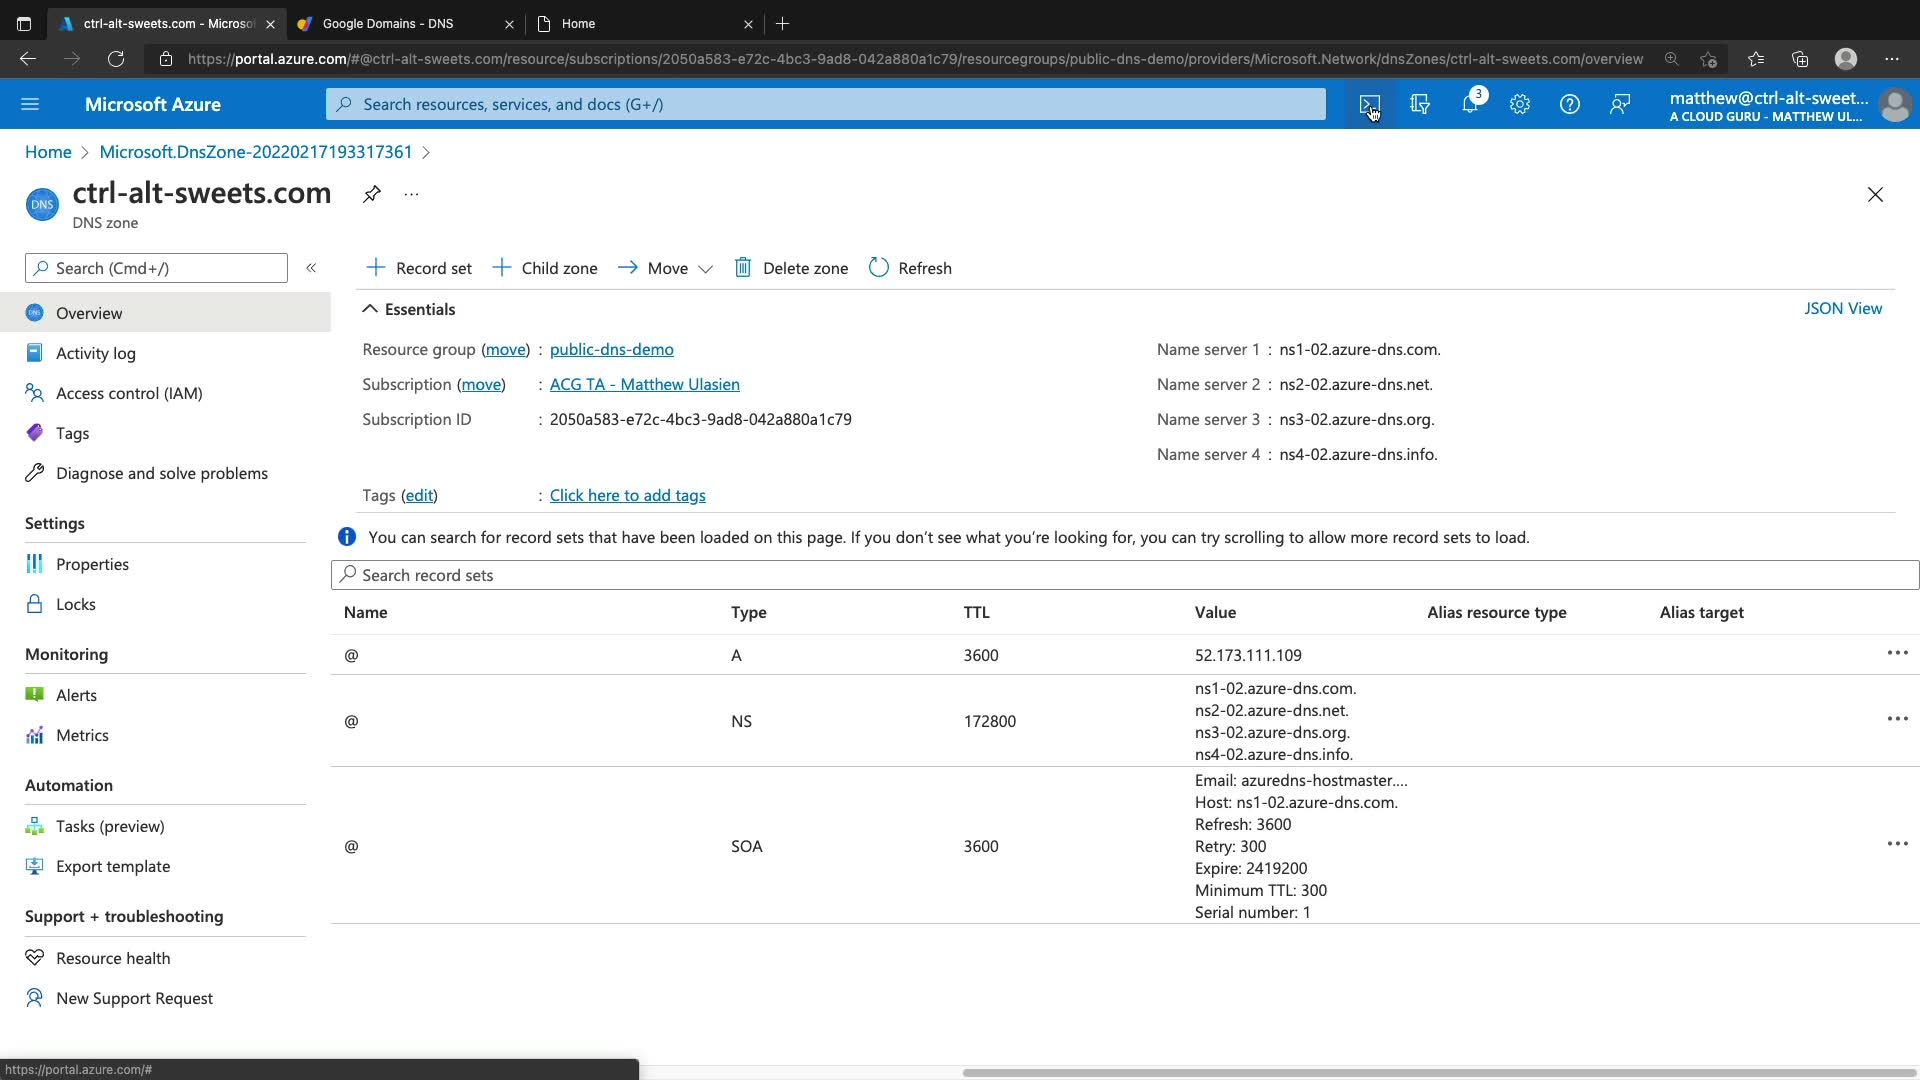 ctrl-alt-sweets.com - Microso
Google Domains - DNS
Home
https://portal.azure.com/#@ctrl-alt-sweets.com/resource/subscriptions/2050a583-e72c-4bc3-9ad8-042a880a1c79/resourcegroups/public-dns-demo/providers/Microsoft.Network/dnsZones/ctrl-alt-sweets.com/overview
Microsoft Azure
Search resources, services, and docs (G+/)
3
matthew@ctrl-alt-sweet...
A CLOUD GURU - MATTHEW UL...
Home > Microsoft.DnsZone-20220217193317361 >
DNS
ctrl-alt-sweets.com
...
DNS zone
Search (Cmd+/)
«
Record set
Child zone
Move
Delete zone
Refresh
Overview
Activity log
Access control (IAM)
Tags
Diagnose and solve problems
Settings
Properties
Locks
Monitoring
Alerts
Metrics
Automation
Tasks (preview)
Export template
Support + troubleshooting
Resource health
New Support Request
Essentials
JSON View
Resource group (move) : public-dns-demo
Subscription (move) : ACG TA - Matthew Ulasien
Subscription ID : 2050a583-e72c-4bc3-9ad8-042a880a1c79
Name server 1 : ns1-02.azure-dns.com.
Name server 2 : ns2-02.azure-dns.net.
Name server 3 : ns3-02.azure-dns.org.
Name server 4 : ns4-02.azure-dns.info.
Tags (edit) : Click here to add tags
You can search for record sets that have been loaded on this page. If you don't see what you're looking for, you can try scrolling to allow more record sets to load.
Search record sets
Name Type TTL Value Alias resource type Alias target
@ A 3600 52.173.111.109
@ NS 172800
ns1-02.azure-dns.com.
ns2-02.azure-dns.net.
ns3-02.azure-dns.org.
ns4-02.azure-dns.info.
@ SOA 3600
Email: azuredns-hostmaster....
Host: ns1-02.azure-dns.com.
Refresh: 3600
Retry: 300
Expire: 2419200
Minimum TTL: 300
Serial number: 1
https://portal.azure.com/#